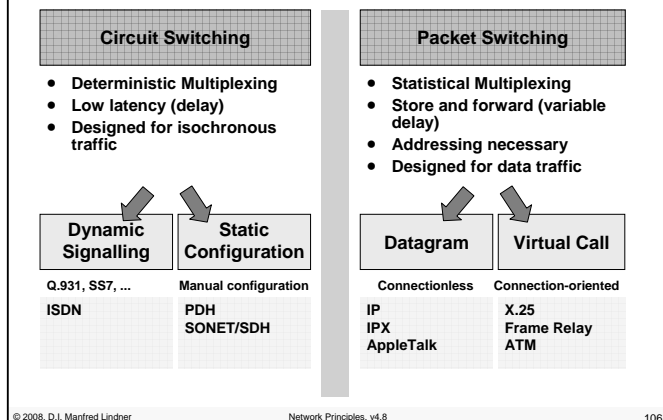 Circuit Switching
• Deterministic Multiplexing
• Low latency (delay)
• Designed for isochronous
traffic
Dynamic
Signalling
Q.931, SS7, ...
ISDN
Static
Configuration
Manual configuration
PDH
SONET/SDH
Packet Switching
• Statistical Multiplexing
• Store and forward (variable
delay)
• Addressing necessary
• Designed for data traffic
Datagram
Connectionless
IP
IPX
AppleTalk
Virtual Call
Connection-oriented
X.25
Frame Relay
ATM
© 2008, D.I. Manfred Lindner
Network Principles, v4.8
106